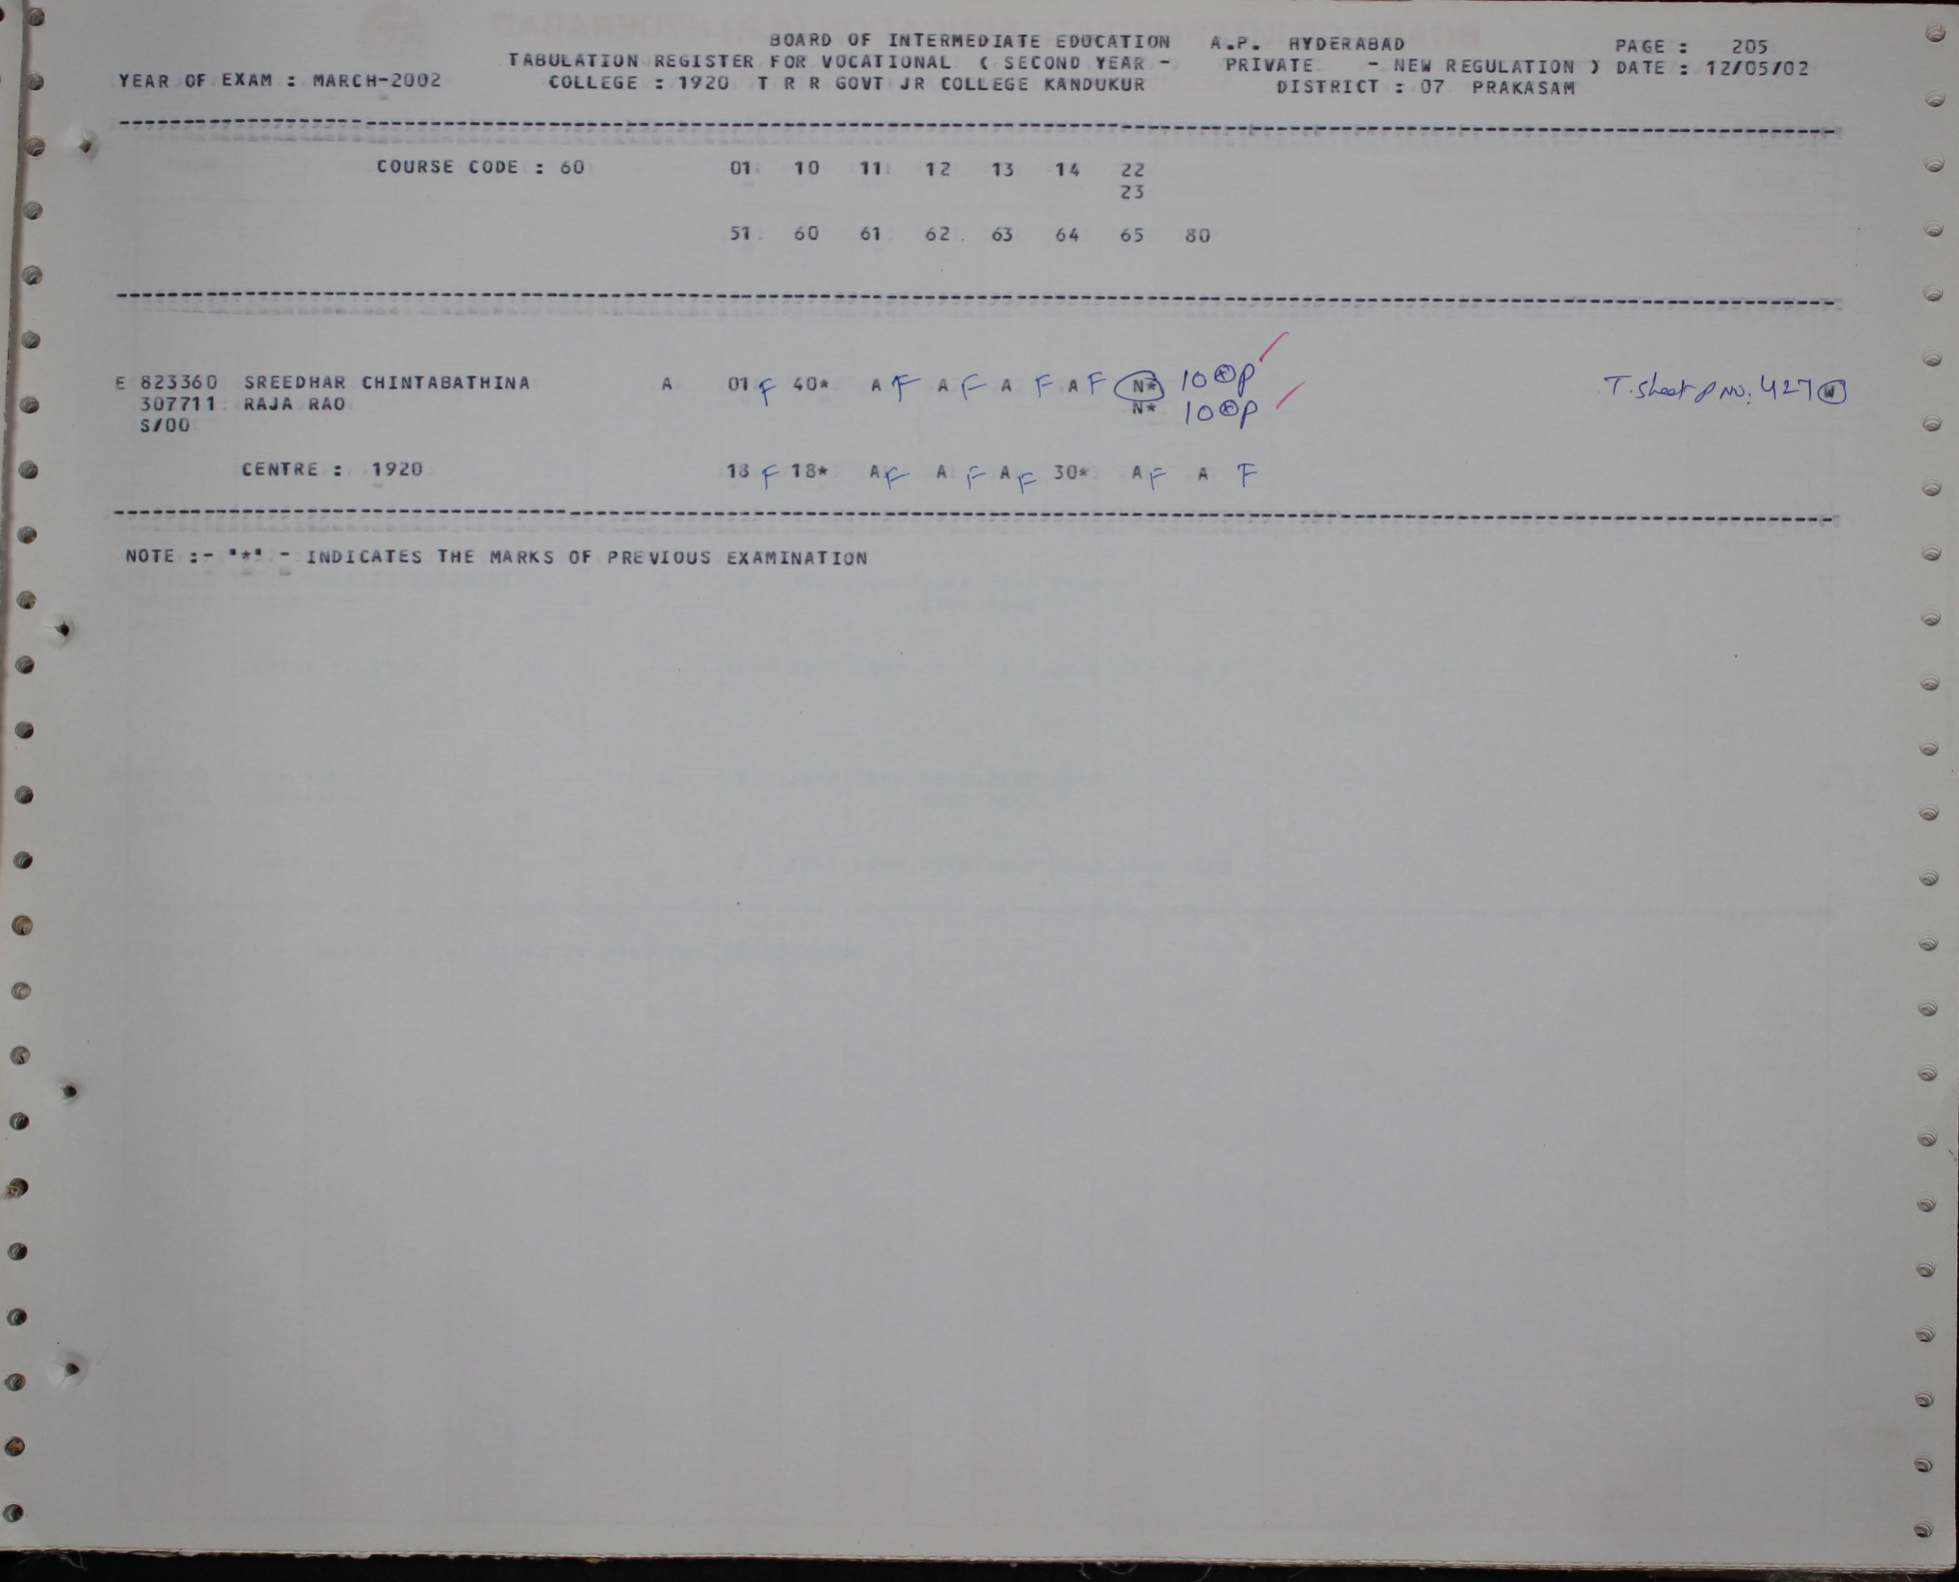 BOARD OF INTERMEDIATE EDUCATION A.P. HYDERABAD PAGE : 205
TABULATION REGISTER FOR VOCATIONAL ( SECOND YEAR - PRIVATE - NEW REGULATION ) DATE : 12/05/02
YEAR OF EXAM : MARCH-2002 COLLEGE : 1920 T R R GOVT JR COLLEGE KANDUKUR DISTRICT : 07 PRAKASAM
COURSE CODE : 60 01 10 11 12 13 14 22
23
51 60 61 62 63 64 65 80
E 823360 SREEDHAR CHINTABATHINA A 01 F 40* A F A F A F A F N* 10 P T.Sheet P No: 427 W
307711 RAJA RAO N* 10 P
S/00
CENTRE : 1920 18 F 18* A F A F A F 30* A F A F
NOTE :- "*" - INDICATES THE MARKS OF PREVIOUS EXAMINATION